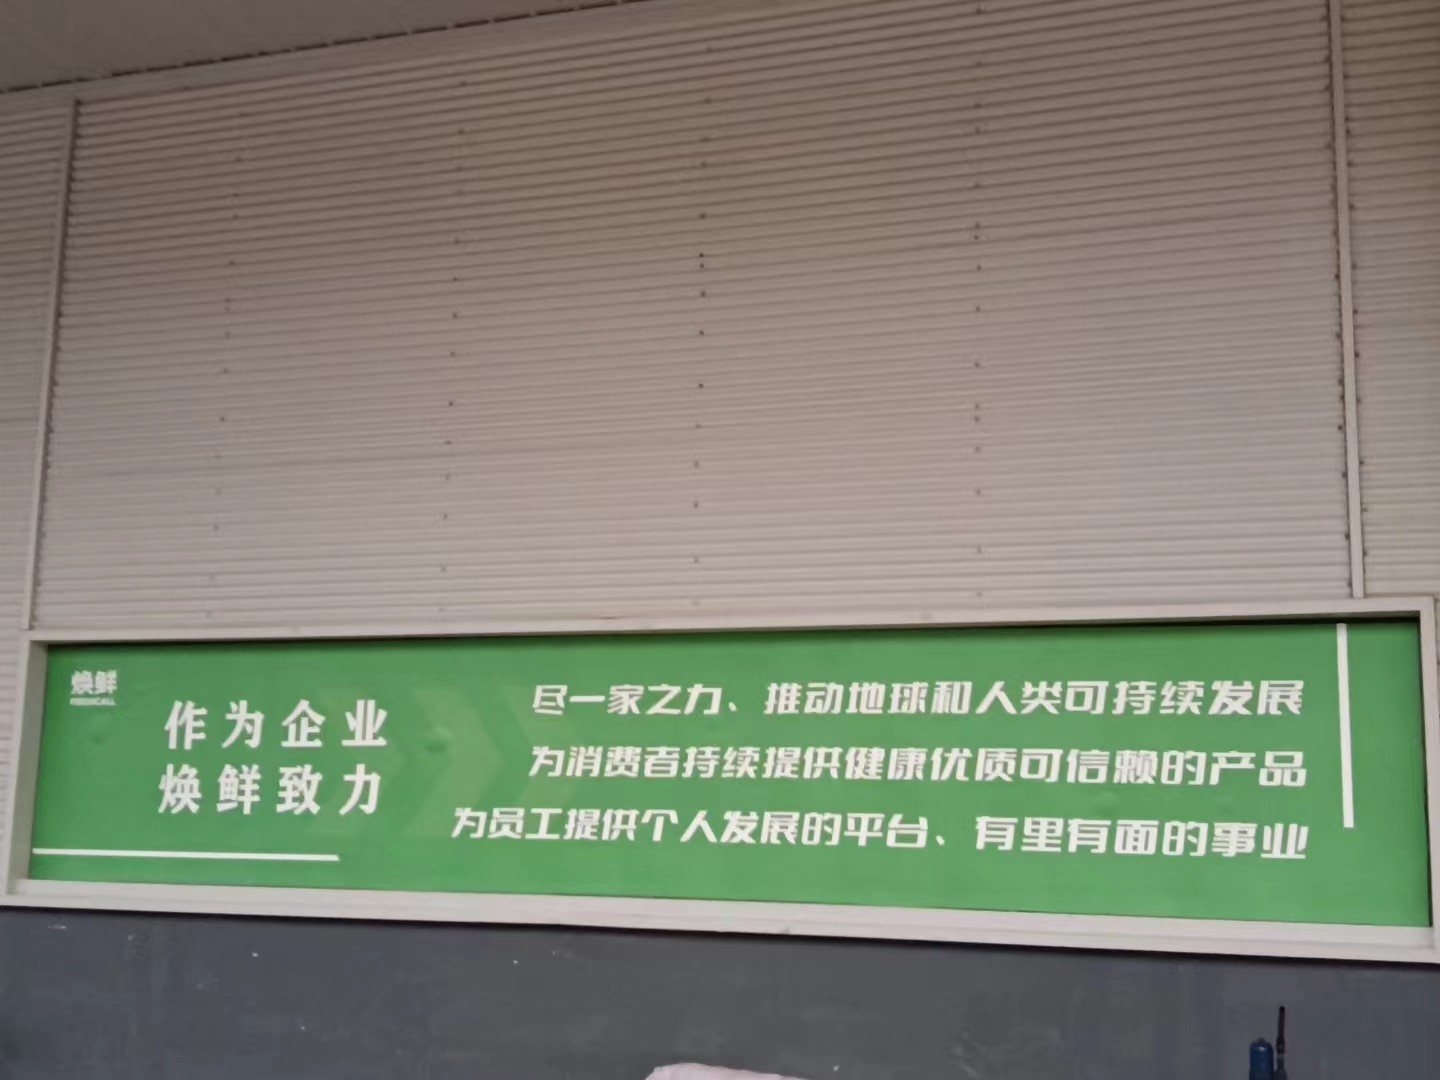 焕鲜
作为企业
焕鲜致力
尽一家之力、推动地球和人类可持续发展
为消费者持续提供健康优质可信赖的产品
为员工提供个人发展的平台、有里有面的事业